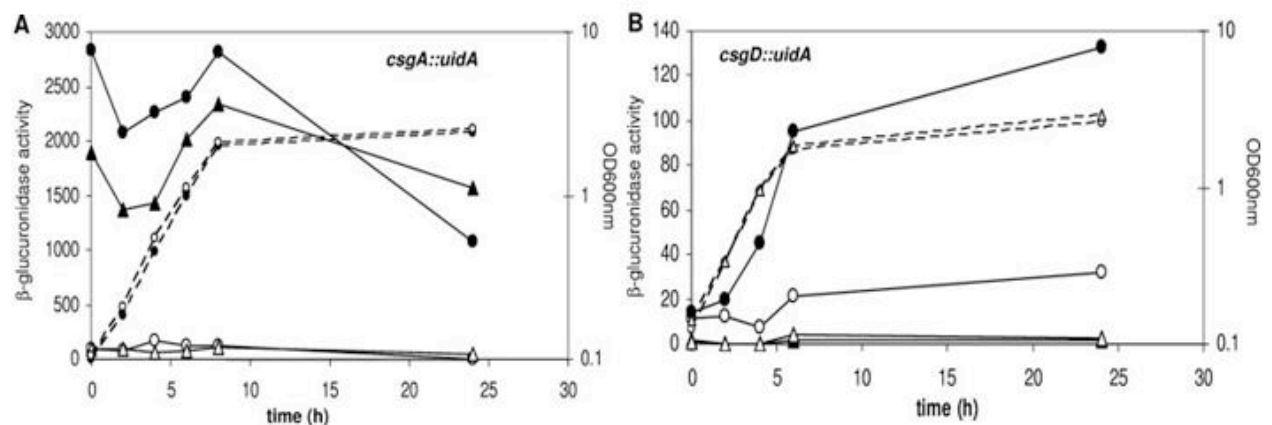 A
csgA::uidA
β-glucuronidase activity
3000
2500
2000
1500
1000
500
0
10
1
0.1
OD600nm
0 5 10 15 20 25 30
time (h)
B
csgD::uidA
β-glucuronidase activity
140
120
100
80
60
40
20
0
10
1
0.1
OD600nm
0 5 10 15 20 25 30
time (h)